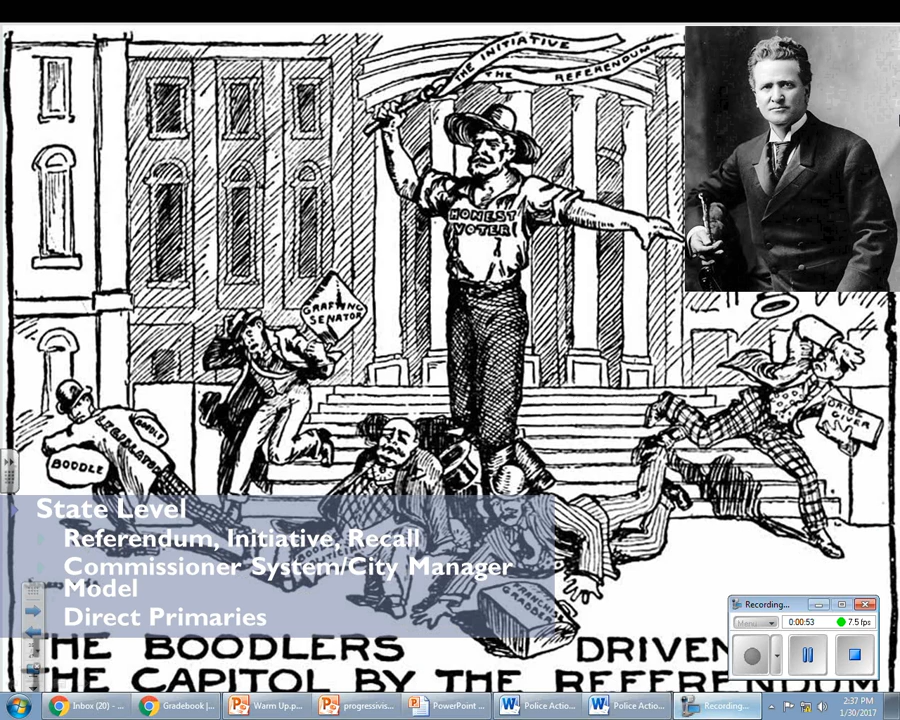 THE INITIATIVE
THE REFERENDUM
HONEST
VOTER
GRAFTING
SENATOR
BRIBE
GIVER
BOODLE
LEGISLATOR
BOODLE
State Level
Referendum, Initiative, Recall
Commissioner System/City Manager
Model
Direct Primaries
FRANCHISE
GRABBER
THE BOODLERS DRIVEN
THE CAPITOL BY THE REFERENDUM
Recording...
Menu
0:00:53
7.5 fps
Inbox (20) - ...
Gradebook |...
Warm Up.p...
progressivis...
PowerPoint ...
Police Actio...
Police Actio...
Recording...
2:37 PM
1/30/2017